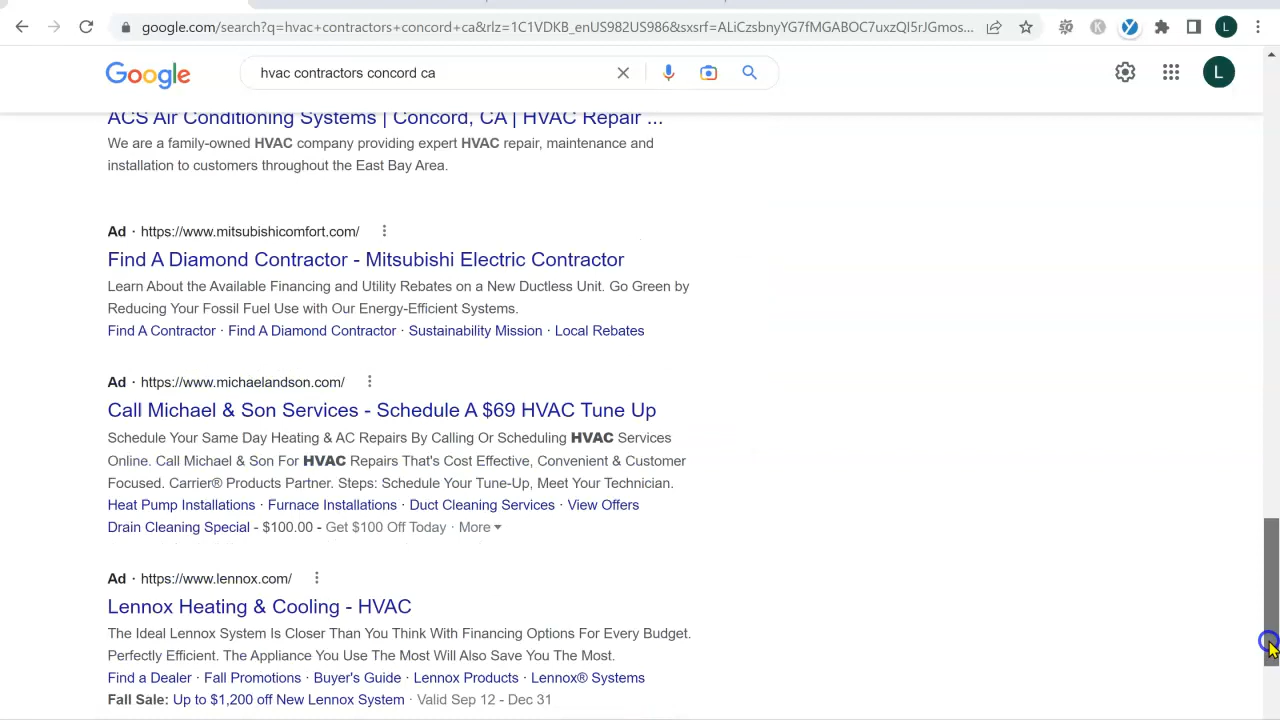 google.com/search?q=hvac+contractors+concord+ca&rlz=1C1VDKB_enUS982US986&sxsrf=ALiCzsbnyYG7fMGABOC7uxzQl5rJGmos...
L
Google
hvac contractors concord ca
L
ACS Air Conditioning Systems | Concord, CA | HVAC Repair ...
We are a family-owned HVAC company providing expert HVAC repair, maintenance and
installation to customers throughout the East Bay Area.
Ad · https://www.mitsubishicomfort.com/
Find A Diamond Contractor - Mitsubishi Electric Contractor
Learn About the Available Financing and Utility Rebates on a New Ductless Unit. Go Green by
Reducing Your Fossil Fuel Use with Our Energy-Efficient Systems.
Find A Contractor · Find A Diamond Contractor · Sustainability Mission · Local Rebates
Ad · https://www.michaelandson.com/
Call Michael & Son Services - Schedule A $69 HVAC Tune Up
Schedule Your Same Day Heating & AC Repairs By Calling Or Scheduling HVAC Services
Online. Call Michael & Son For HVAC Repairs That's Cost Effective, Convenient & Customer
Focused. Carrier® Products Partner. Steps: Schedule Your Tune-Up, Meet Your Technician.
Heat Pump Installations · Furnace Installations · Duct Cleaning Services · View Offers
Drain Cleaning Special - $100.00 - Get $100 Off Today · More
Ad · https://www.lennox.com/
Lennox Heating & Cooling - HVAC
The Ideal Lennox System Is Closer Than You Think With Financing Options For Every Budget.
Perfectly Efficient. The Appliance You Use The Most Will Also Save You The Most.
Find a Dealer · Fall Promotions · Buyer's Guide · Lennox Products · Lennox® Systems
Fall Sale: Up to $1,200 off New Lennox System · Valid Sep 12 - Dec 31